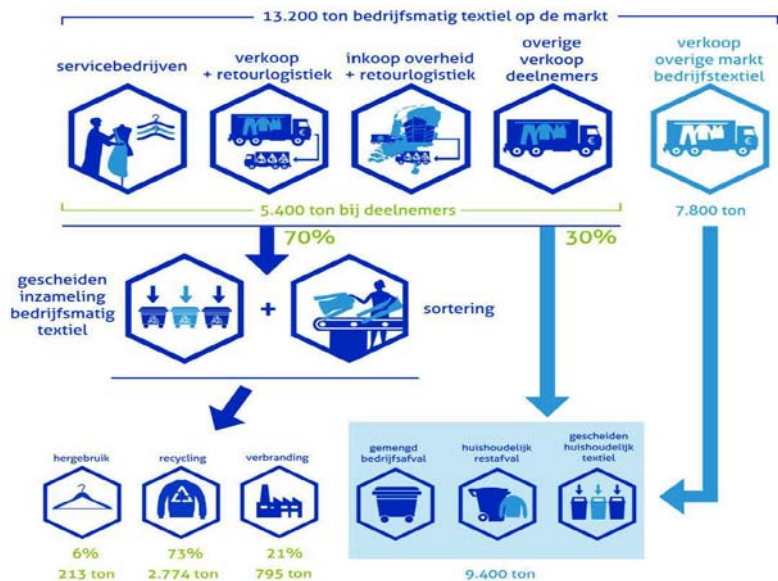 13.200 ton bedrijfsmatig textiel op de markt
servicebedrijven
verkoop
+ retourlogistiek
inkoop overheid
+ retourlogistiek
overige
verkoop
deelnemers
verkoop
overige markt
bedrijfstextiel
€
€
5.400 ton bij deelnemers
7.800 ton
70%
30%
gescheiden
inzameling
bedrijfsmatig
textiel
+
sortering
hergebruik
recycling
verbranding
gemengd
bedrijfsafval
huishoudelijk
restafval
gescheiden
huishoudelijk
textiel
6%
73%
21%
213 ton
2.774 ton
795 ton
9.400 ton